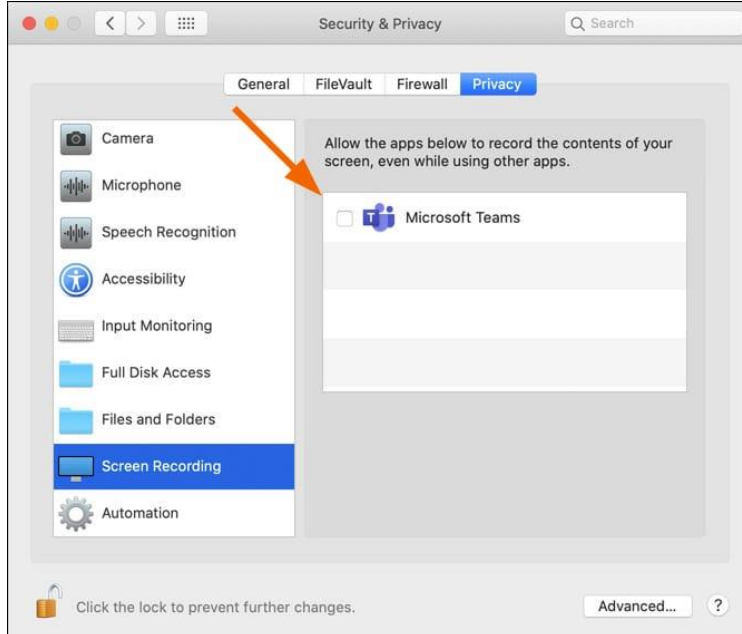 Security & Privacy
Search
General
FileVault
Firewall
Privacy
Camera
Microphone
Speech Recognition
Accessibility
Input Monitoring
Full Disk Access
Files and Folders
Screen Recording
Automation
Allow the apps below to record the contents of your
screen, even while using other apps.
T
Microsoft Teams
Click the lock to prevent further changes.
Advanced...
?